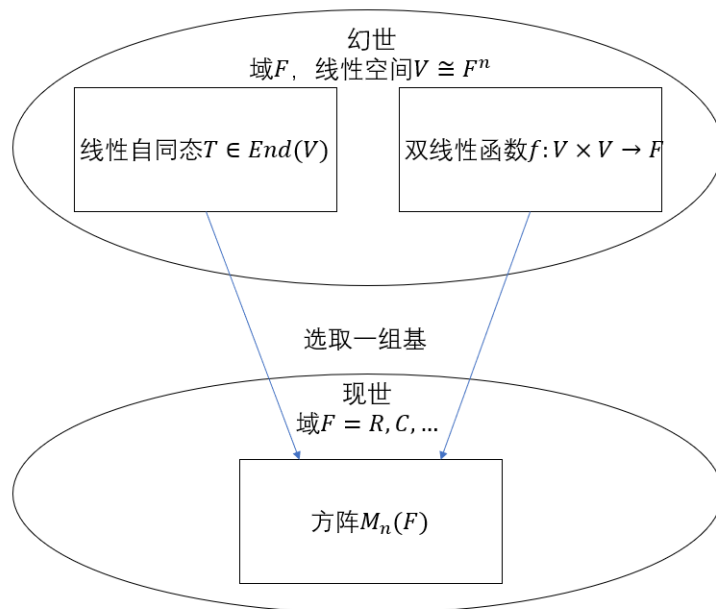 幻世
域F，线性空间V ≅ Fⁿ
线性自同态T ∈ End(V)
双线性函数f: V × V → F
选取一组基
现世
域F = R, C, …
方阵Mₙ(F)